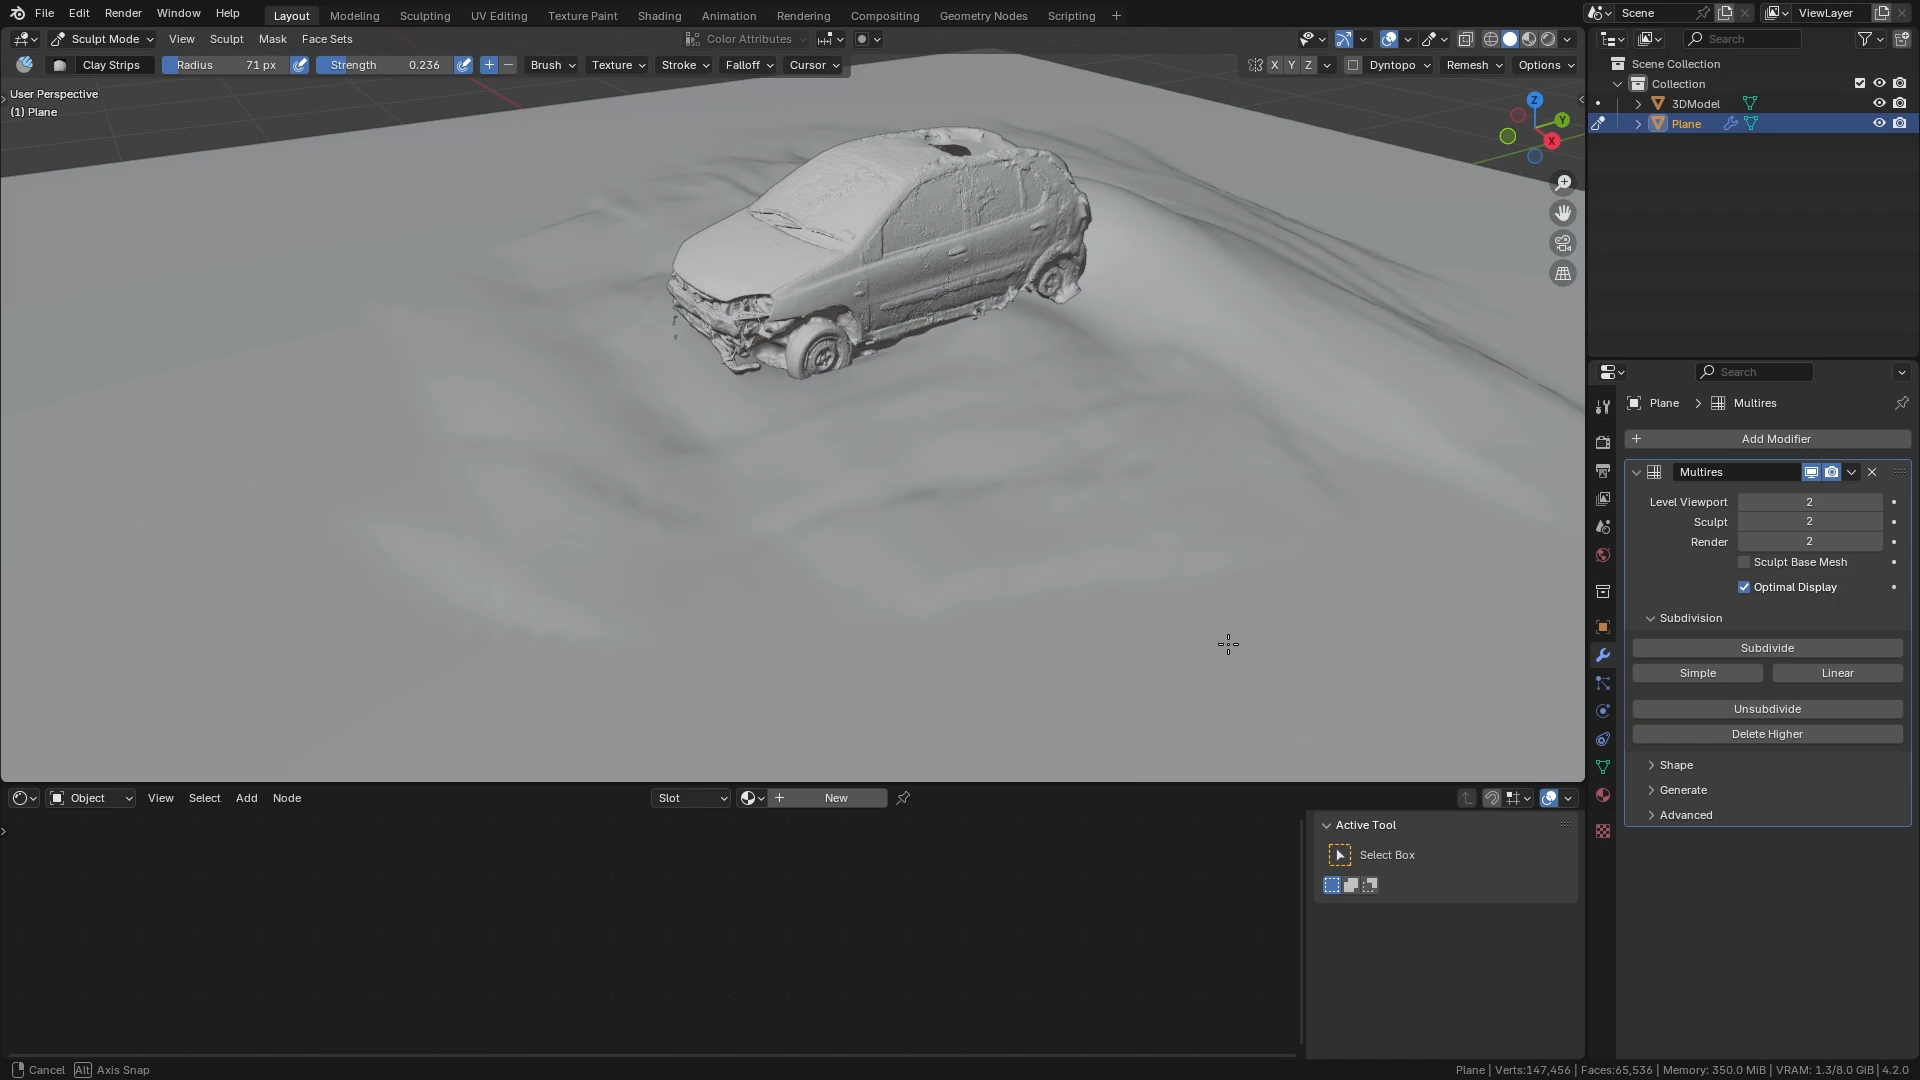 File Edit Render Window Help Layout Modeling Sculpting UV Editing Texture Paint Shading Animation Rendering Compositing Geometry Nodes Scripting + Scene ViewLayer
Sculpt Mode View Sculpt Mask Face Sets Color Attributes Search
Clay Strips Radius 71 px Strength 0.236 + − Brush Texture Stroke Falloff Cursor X Y Z Dyntopo Remesh Options
User Perspective
(1) Plane
Z
Y
X
Scene Collection
Collection
3DModel
Plane
Search
Plane > Multires
+ Add Modifier
Multires
Level Viewport 2
Sculpt 2
Render 2
Sculpt Base Mesh
Optimal Display
Subdivision
Subdivide
Simple Linear
Unsubdivide
Delete Higher
Shape
Generate
Advanced
Object View Select Add Node Slot + New
Active Tool
Select Box
Cancel Alt Axis Snap
Plane | Verts:147,456 | Faces:65,536 | Memory: 350.0 MiB | VRAM: 1.3/8.0 GiB | 4.2.0